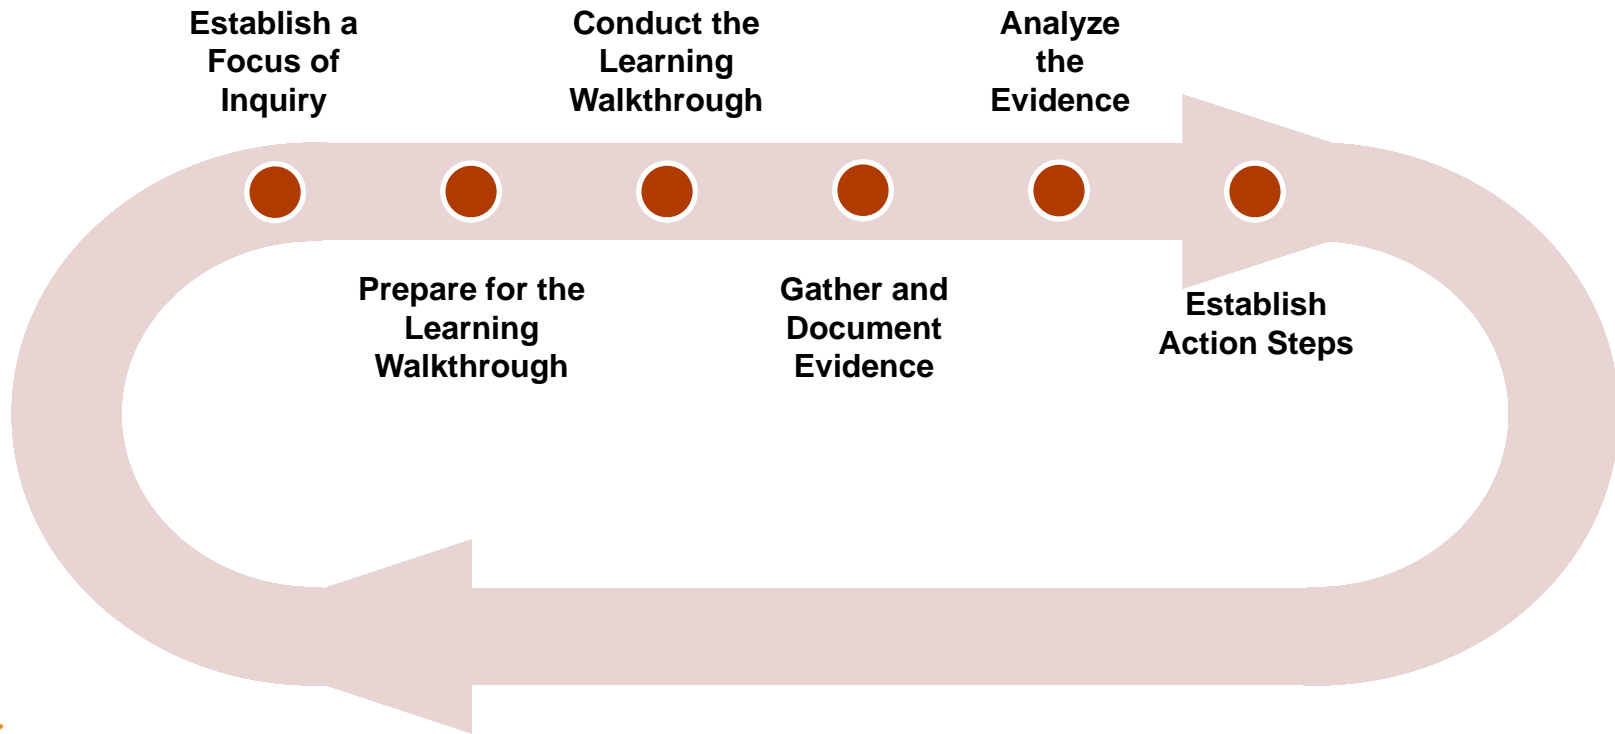 Establish a
Focus of
Inquiry
Conduct the
Learning
Walkthrough
Analyze
the
Evidence
Prepare for the
Learning
Walkthrough
Gather and
Document
Evidence
Establish
Action Steps